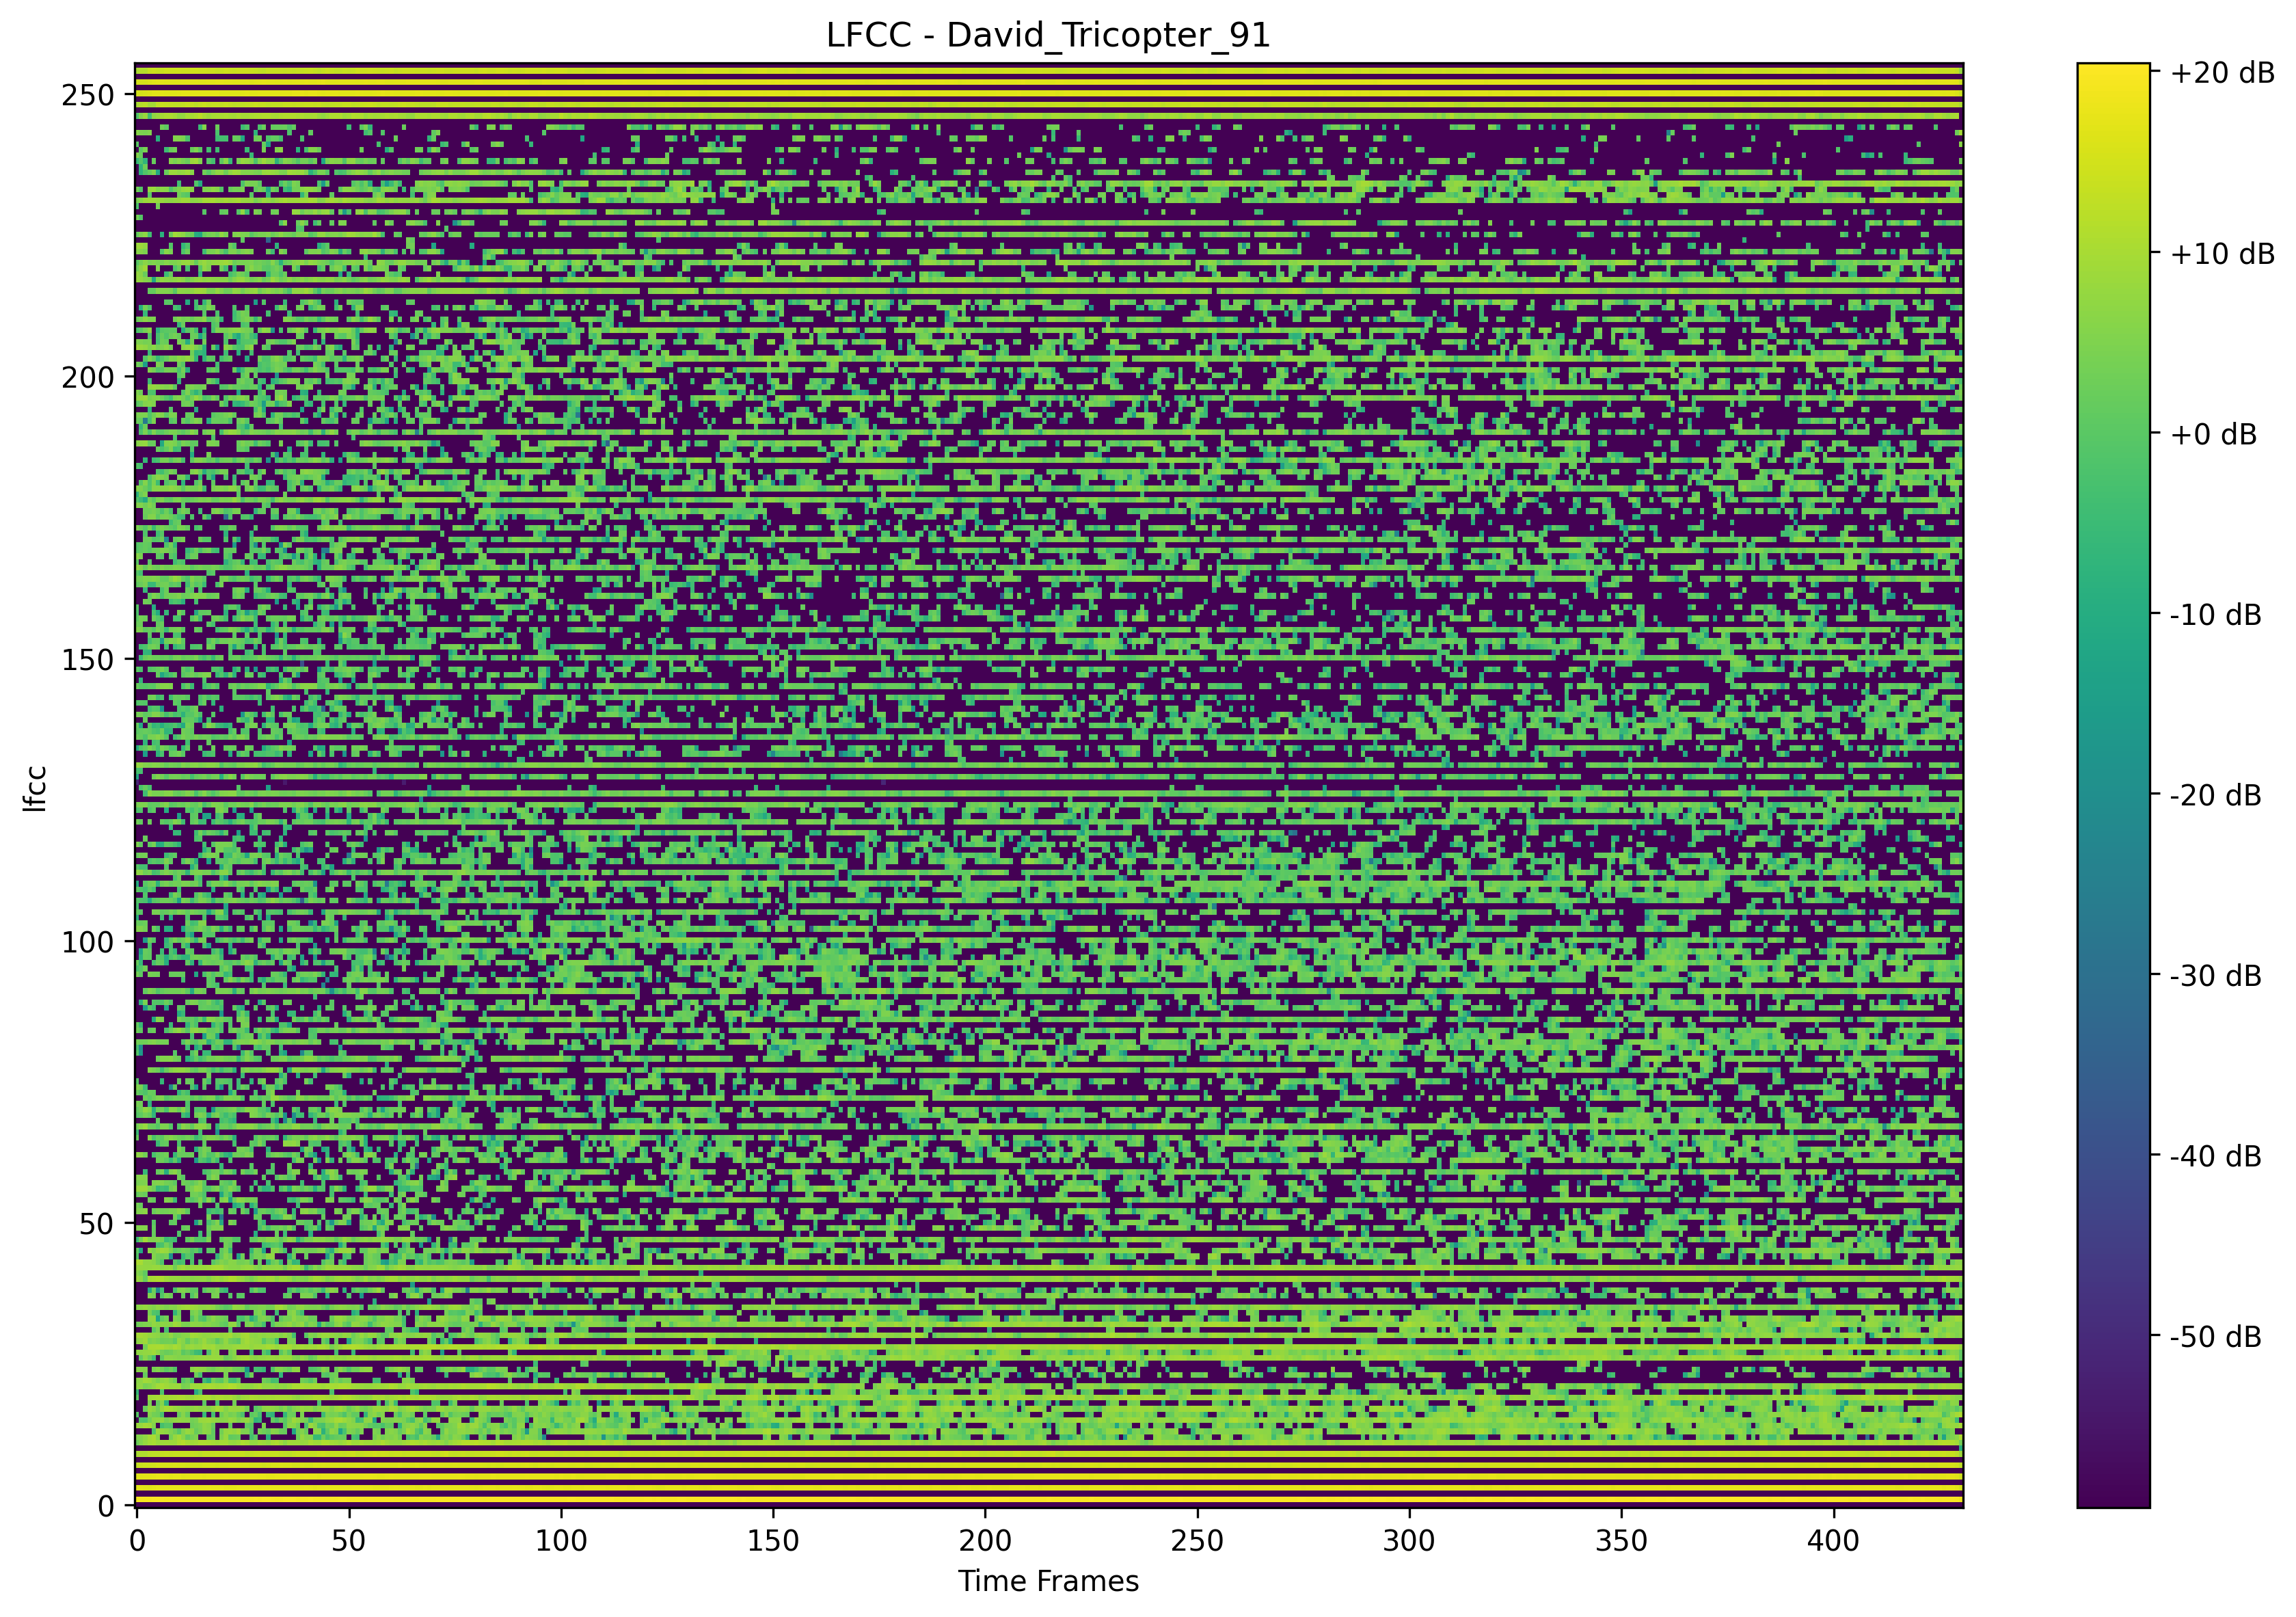 LFCC - David_Tricopter_91
250
200
150
100
50
0
lfcc
0 50 100 150 200 250 300 350 400
Time Frames
+20 dB
+10 dB
+0 dB
-10 dB
-20 dB
-30 dB
-40 dB
-50 dB